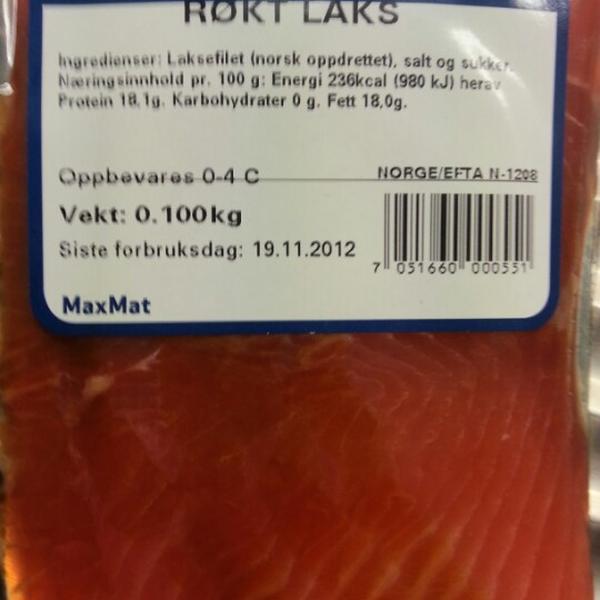 RØKT LAKS
Ingredienser: Laksefilet (norsk oppdrettet), salt og sukker.
Næringsinnhold pr. 100 g: Energi 236kcal (980 kJ) herav
Protein 18,1g. Karbohydrater 0 g. Fett 18,0g.
Oppbevares 0-4 C
NORGE/EFTA N-1208
Vekt: 0.100kg
Siste forbruksdag: 19.11.2012
7 051660 000551
MaxMat